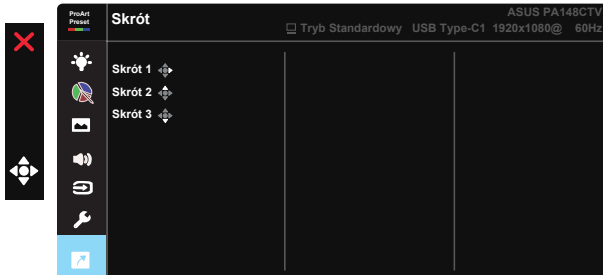 ProArt
Preset
Skrót
ASUS PA148CTV
Tryb Standardowy USB Type-C1 1920x1080@ 60Hz
Skrót 1
Skrót 2
Skrót 3